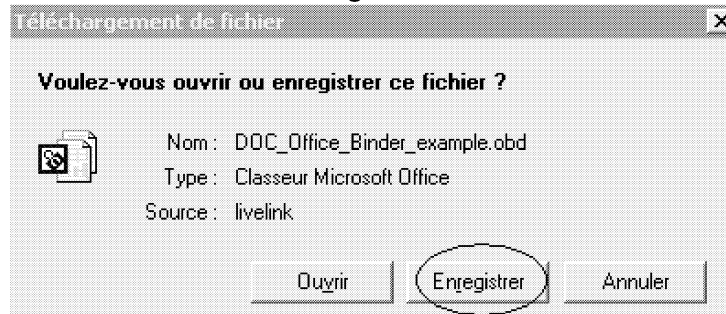 Téléchargement de fichier
Voulez-vous ouvrir ou enregistrer ce fichier ?
Nom : DOC_Office_Binder_example.obd
Type : Classeur Microsoft Office
Source : livelink
Ouvrir Enregistrer Annuler